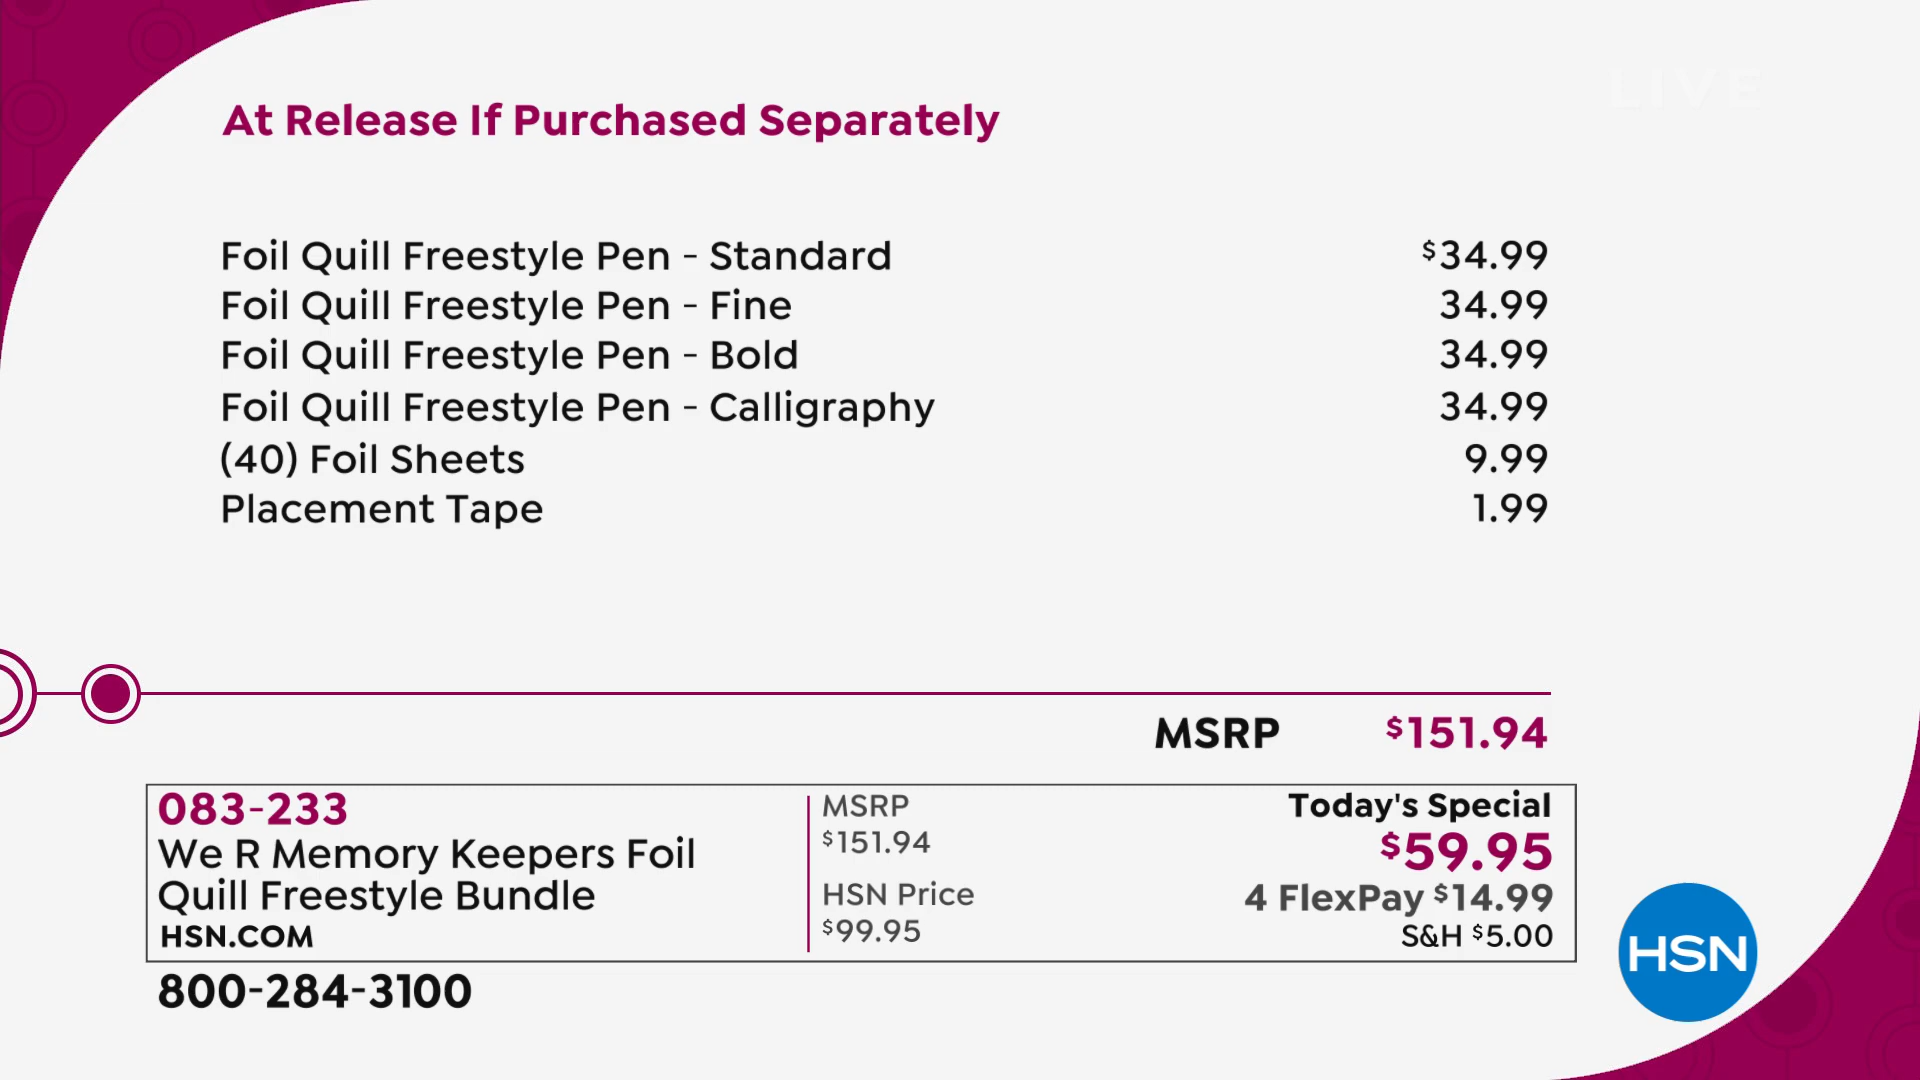 LIVE
At Release If Purchased Separately
Foil Quill Freestyle Pen - Standard $34.99
Foil Quill Freestyle Pen - Fine 34.99
Foil Quill Freestyle Pen - Bold 34.99
Foil Quill Freestyle Pen - Calligraphy 34.99
(40) Foil Sheets 9.99
Placement Tape 1.99
MSRP $151.94
083-233
We R Memory Keepers Foil
Quill Freestyle Bundle
HSN.COM
MSRP
$151.94
HSN Price
$99.95
Today's Special
$59.95
4 FlexPay $14.99
S&H $5.00
800-284-3100
HSN